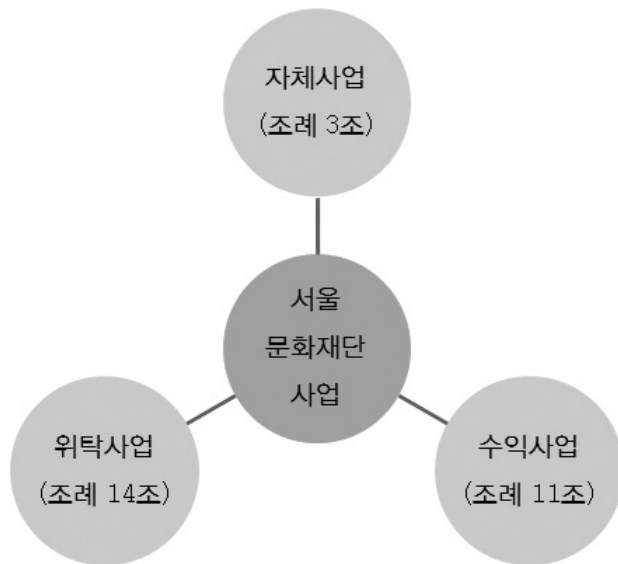 자체사업
(조례 3조)
서울
문화재단
사업
위탁사업
(조례 14조)
수익사업
(조례 11조)